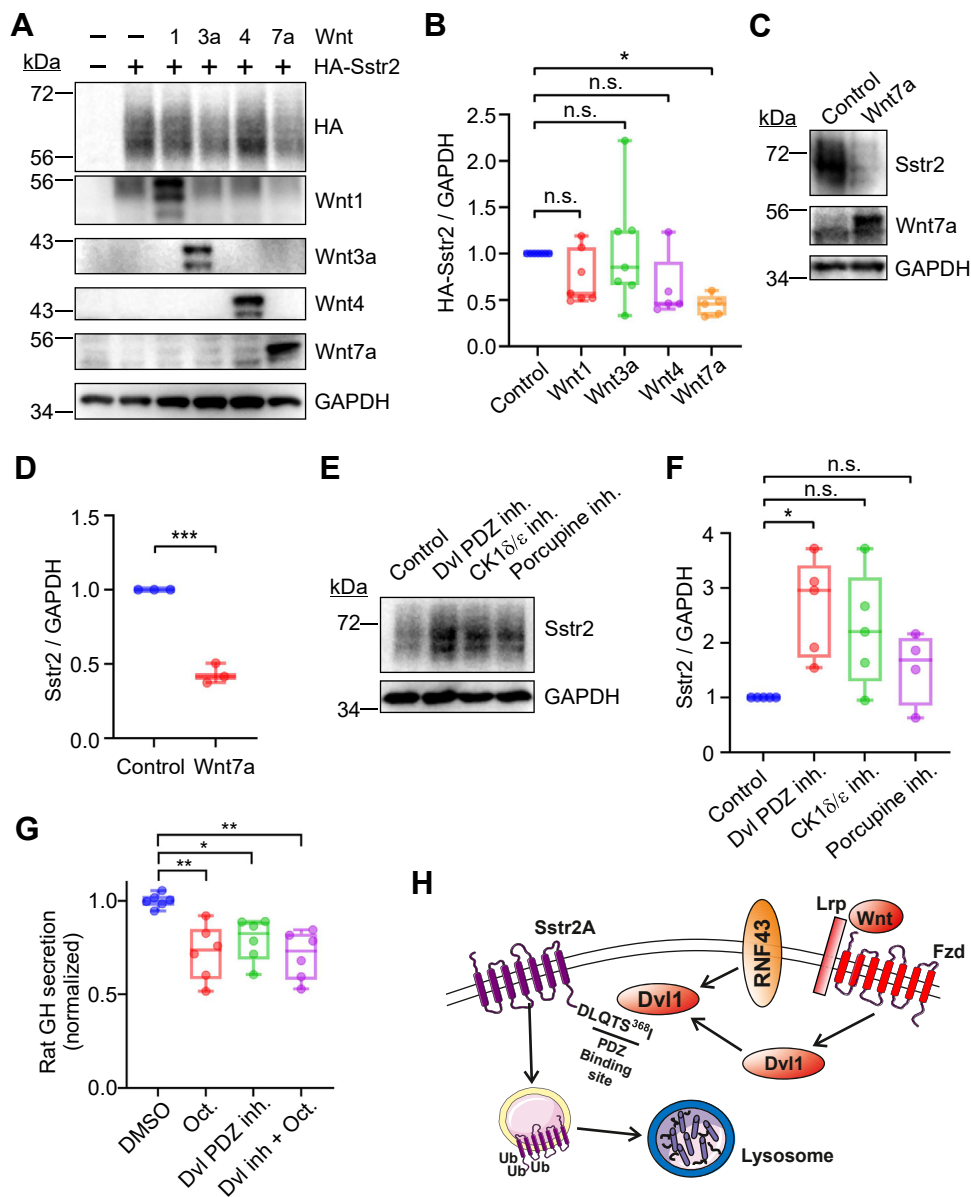 A
– – 1 3a 4 7a Wnt
kDa – + + + + + HA-Sstr2
72
HA
56
56
Wnt1
43
Wnt3a
Wnt4
43
56
Wnt7a
GAPDH
34
B
*
n.s.
n.s.
n.s.
HA-Sstr2 / GAPDH
2.5
2.0
1.5
1.0
0.5
0.0
Control
Wnt1
Wnt3a
Wnt4
Wnt7a
C
Control
Wnt7a
kDa
72
Sstr2
56
Wnt7a
GAPDH
34
D
Sstr2 / GAPDH
1.5
1.0
0.5
0.0
***
Control Wnt7a
E
Control
Dvl PDZ inh.
CK1δ/ε inh.
Porcupine inh.
kDa
72
Sstr2
GAPDH
34
F
n.s.
n.s.
*
Sstr2 / GAPDH
4
3
2
1
0
Control
Dvl PDZ inh.
CK1δ/ε inh.
Porcupine inh.
G
**
*
**
Rat GH secretion
(normalized)
1.0
0.5
0.0
DMSO
Oct.
Dvl PDZ inh.
Dvl inh + Oct.
H
Sstr2A
RNF43
Lrp
Wnt
Fzd
Dvl1
DLQTS³⁶⁸I
PDZ
Binding
site
Dvl1
Ub
Ub
Ub
Lysosome